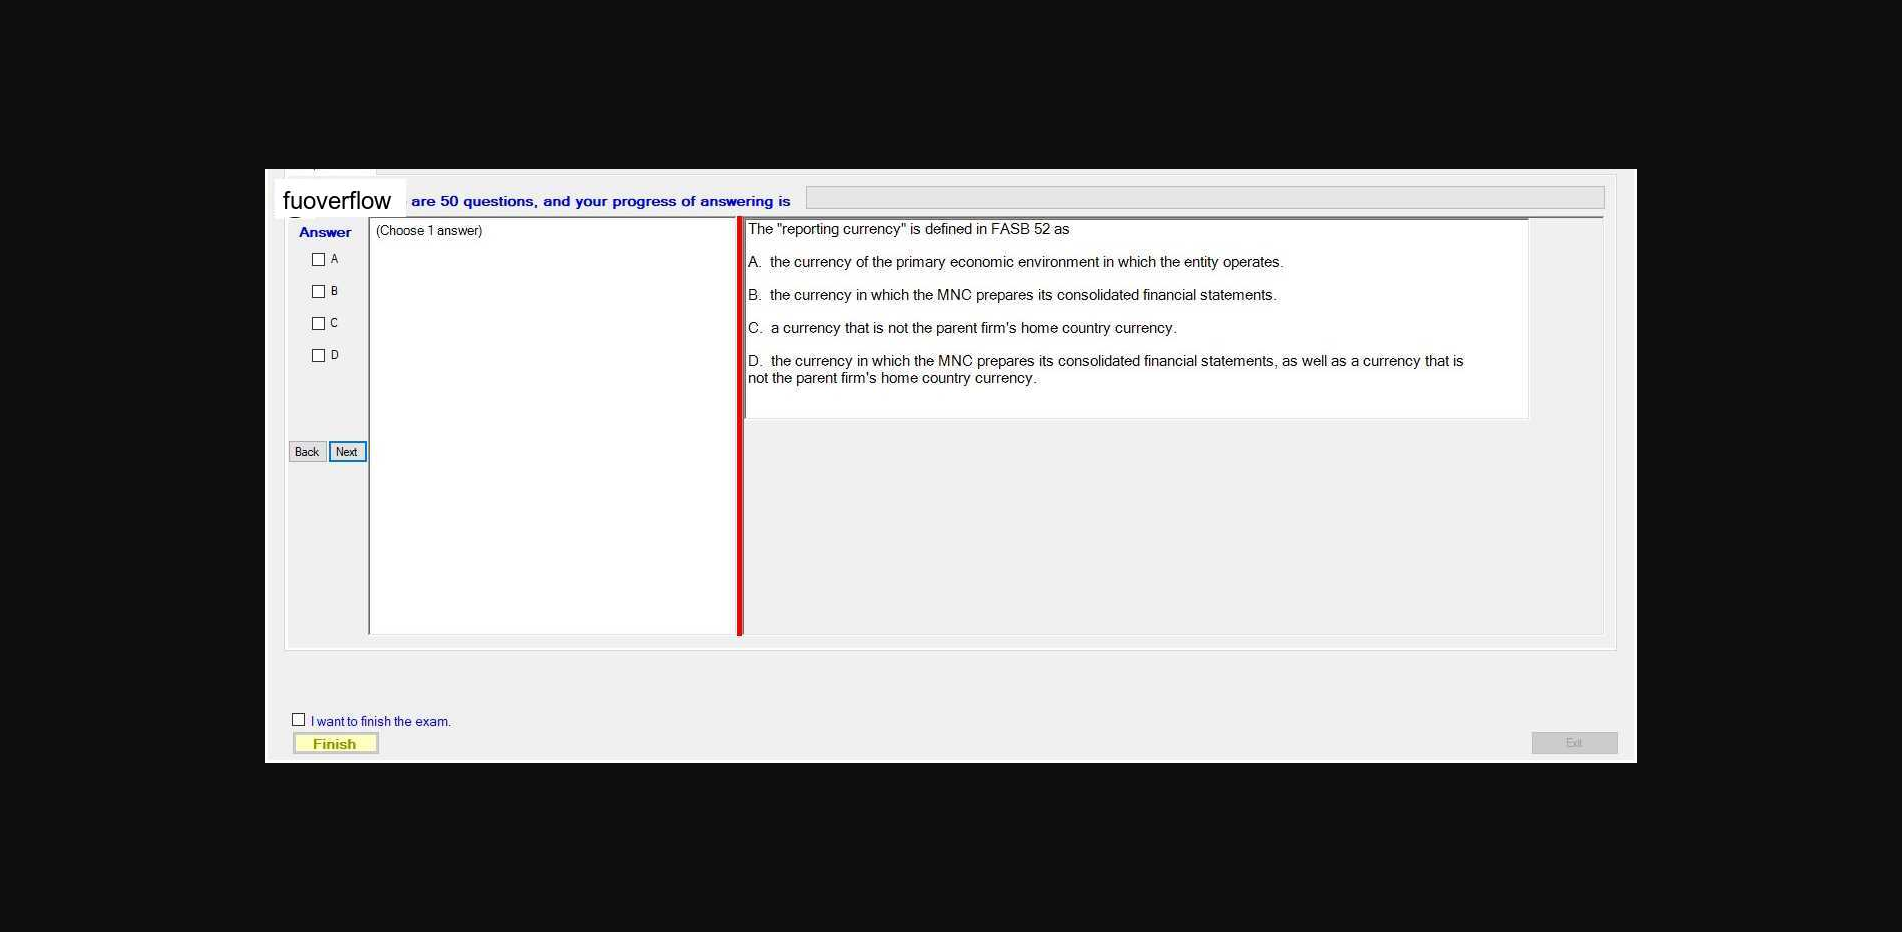 fuoverflow are 50 questions, and your progress of answering is
Answer
(Choose 1 answer)
A
B
C
D
Back Next
The "reporting currency" is defined in FASB 52 as
A. the currency of the primary economic environment in which the entity operates.
B. the currency in which the MNC prepares its consolidated financial statements.
C. a currency that is not the parent firm's home country currency.
D. the currency in which the MNC prepares its consolidated financial statements, as well as a currency that is
not the parent firm's home country currency.
I want to finish the exam.
Finish
Exit